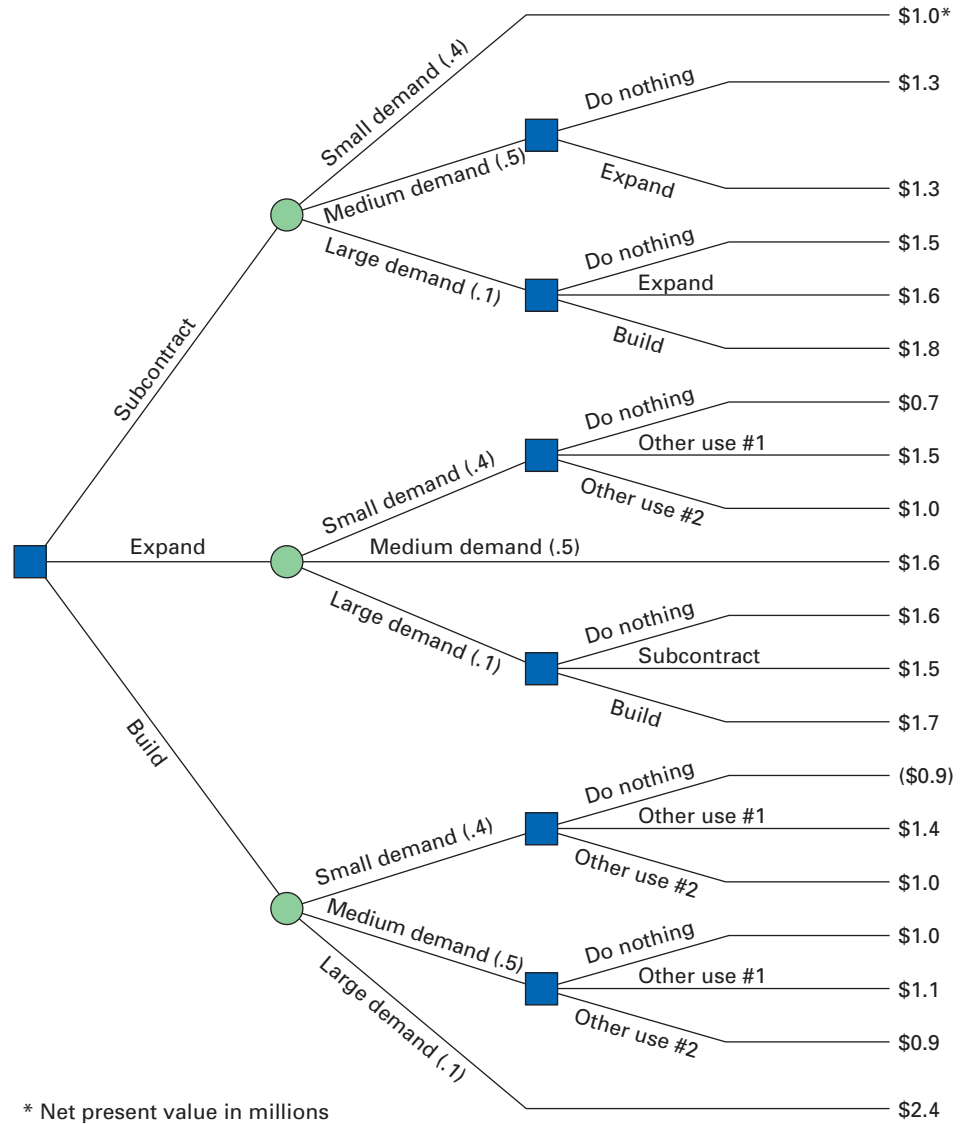 $1.0*
Small demand (.4)
Do nothing
$1.3
Medium demand (.5)
Expand
$1.3
Large demand (.1)
Do nothing
$1.5
Expand
$1.6
Build
$1.8
Subcontract
Do nothing
$0.7
Small demand (.4)
Other use #1
$1.5
Other use #2
$1.0
Expand
Medium demand (.5)
$1.6
Large demand (.1)
Do nothing
$1.6
Subcontract
$1.5
Build
$1.7
Build
Do nothing
($0.9)
Small demand (.4)
Other use #1
$1.4
Other use #2
$1.0
Medium demand (.5)
Do nothing
$1.0
Other use #1
$1.1
Other use #2
$0.9
Large demand (.1)
$2.4
* Net present value in millions